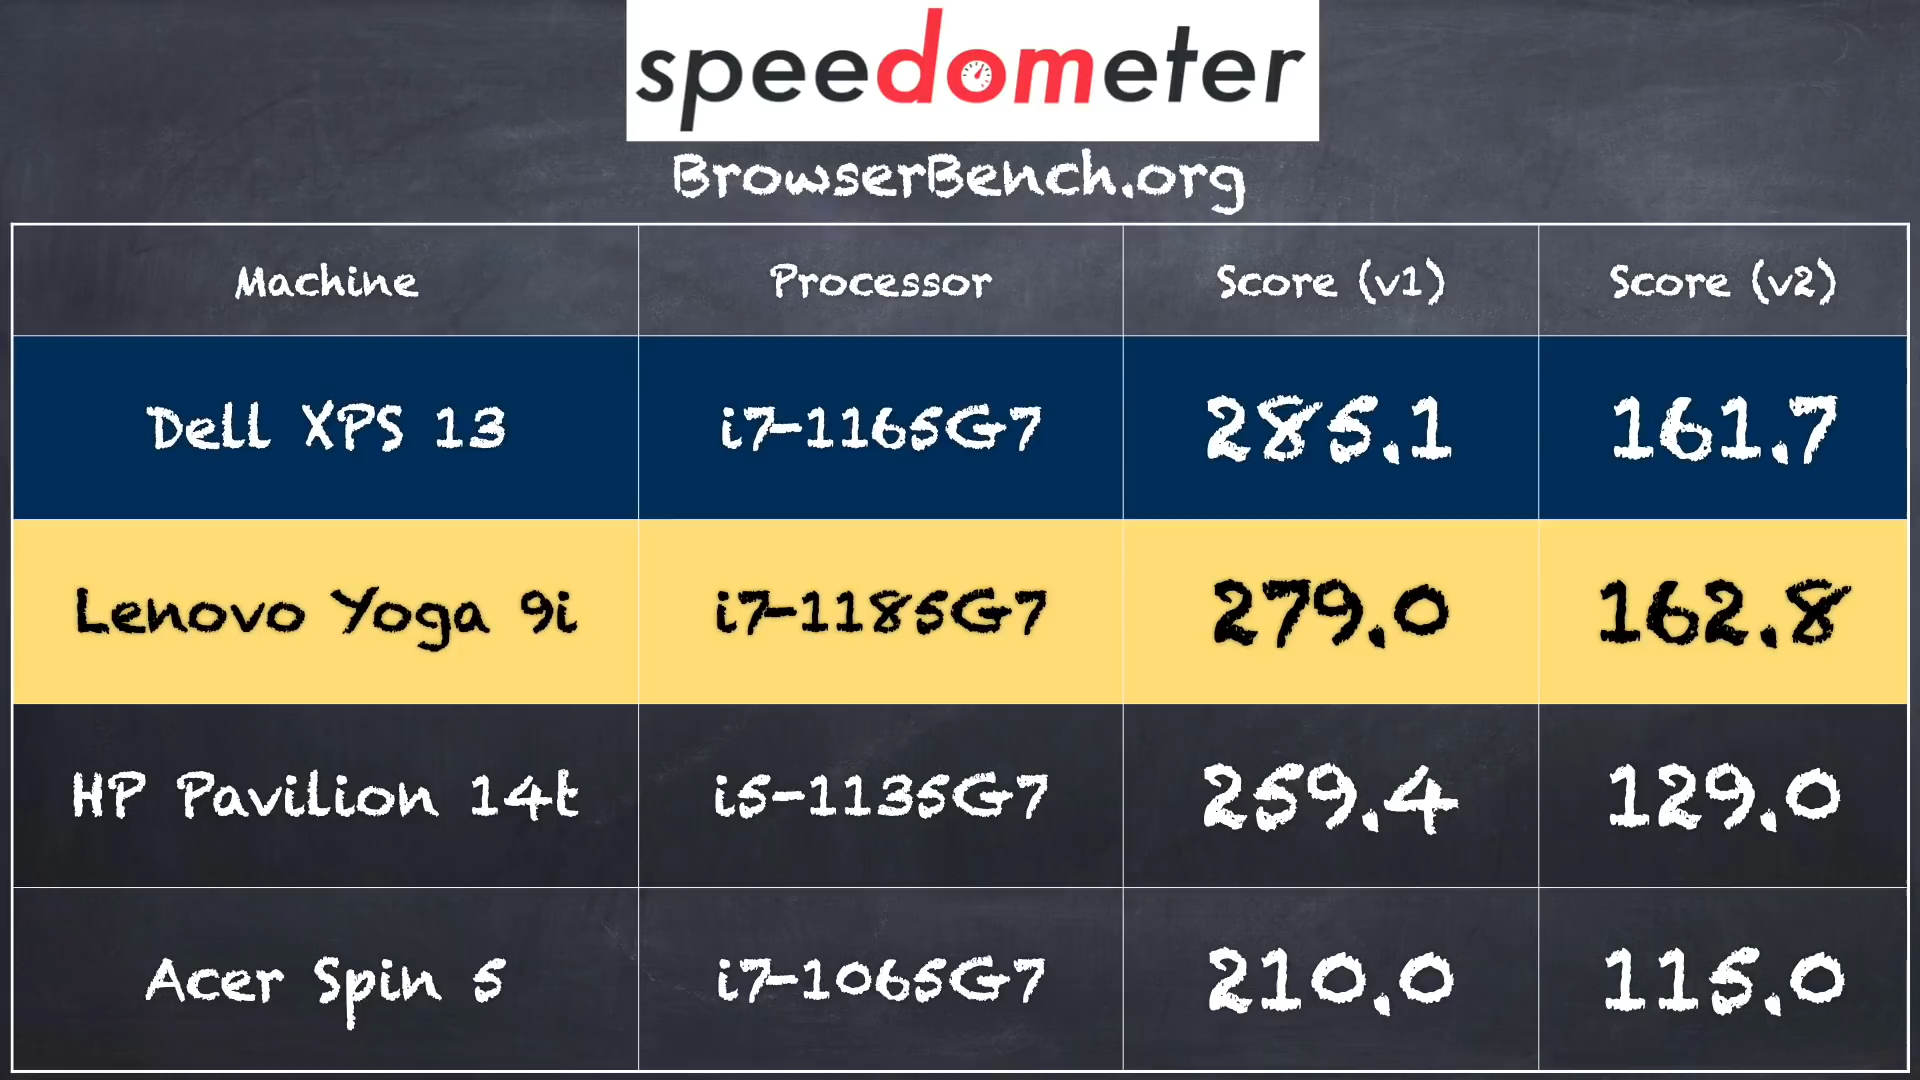 speedometer
BrowserBench.org
Machine Processor Score (v1) Score (v2)
Dell XPS 13 i7-1165G7 285.1 161.7
Lenovo Yoga 9i i7-1185G7 279.0 162.8
HP Pavilion 14t i5-1135G7 259.4 129.0
Acer Spin 5 i7-1065G7 210.0 115.0